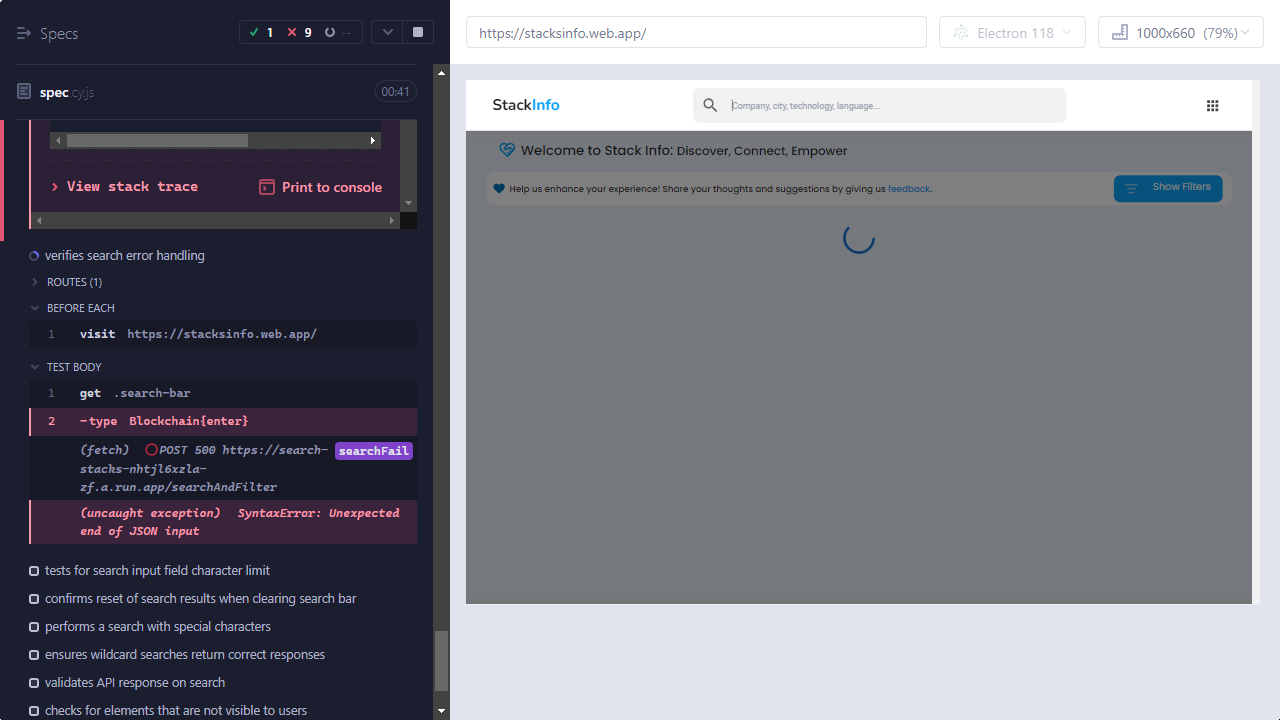 Specs
1
9
--
spec.cy.js
00:41
View stack trace
Print to console
verifies search error handling
ROUTES (1)
BEFORE EACH
1 visit https://stacksinfo.web.app/
TEST BODY
1 get .search-bar
2 -type Blockchain{enter}
(fetch) POST 500 https://search- searchFail
stacks-nhtjl6xzla-
zf.a.run.app/searchAndFilter
(uncaught exception) SyntaxError: Unexpected
end of JSON input
tests for search input field character limit
confirms reset of search results when clearing search bar
performs a search with special characters
ensures wildcard searches return correct responses
validates API response on search
checks for elements that are not visible to users
https://stacksinfo.web.app/
Electron 118
1000x660 (79%)
StackInfo
Company, city, technology, language...
Welcome to Stack Info: Discover, Connect, Empower
Help us enhance your experience! Share your thoughts and suggestions by giving us feedback.
Show Filters